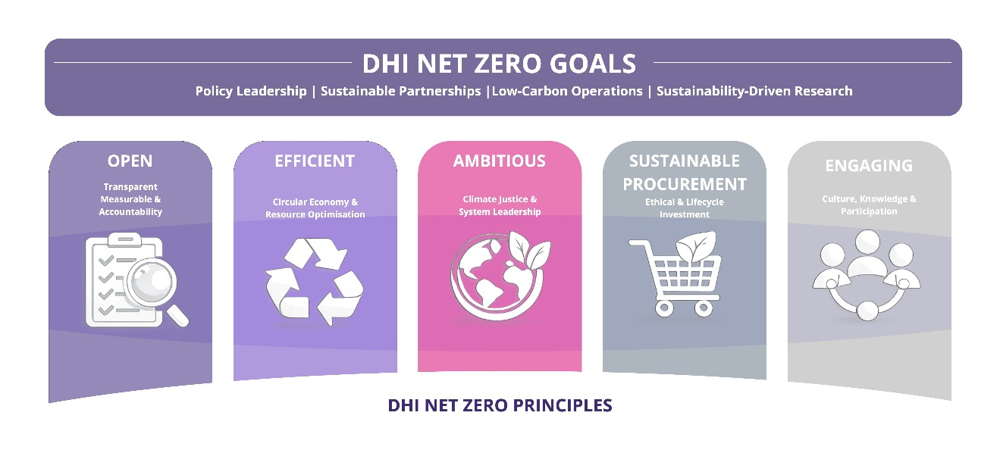 DHI NET ZERO GOALS
Policy Leadership | Sustainable Partnerships |Low-Carbon Operations | Sustainability-Driven Research
OPEN
Transparent
Measurable &
Accountability
EFFICIENT
Circular Economy &
Resource Optimisation
AMBITIOUS
Climate Justice &
System Leadership
SUSTAINABLE
PROCUREMENT
Ethical & Lifecycle
Investment
ENGAGING
Culture, Knowledge &
Participation
DHI NET ZERO PRINCIPLES